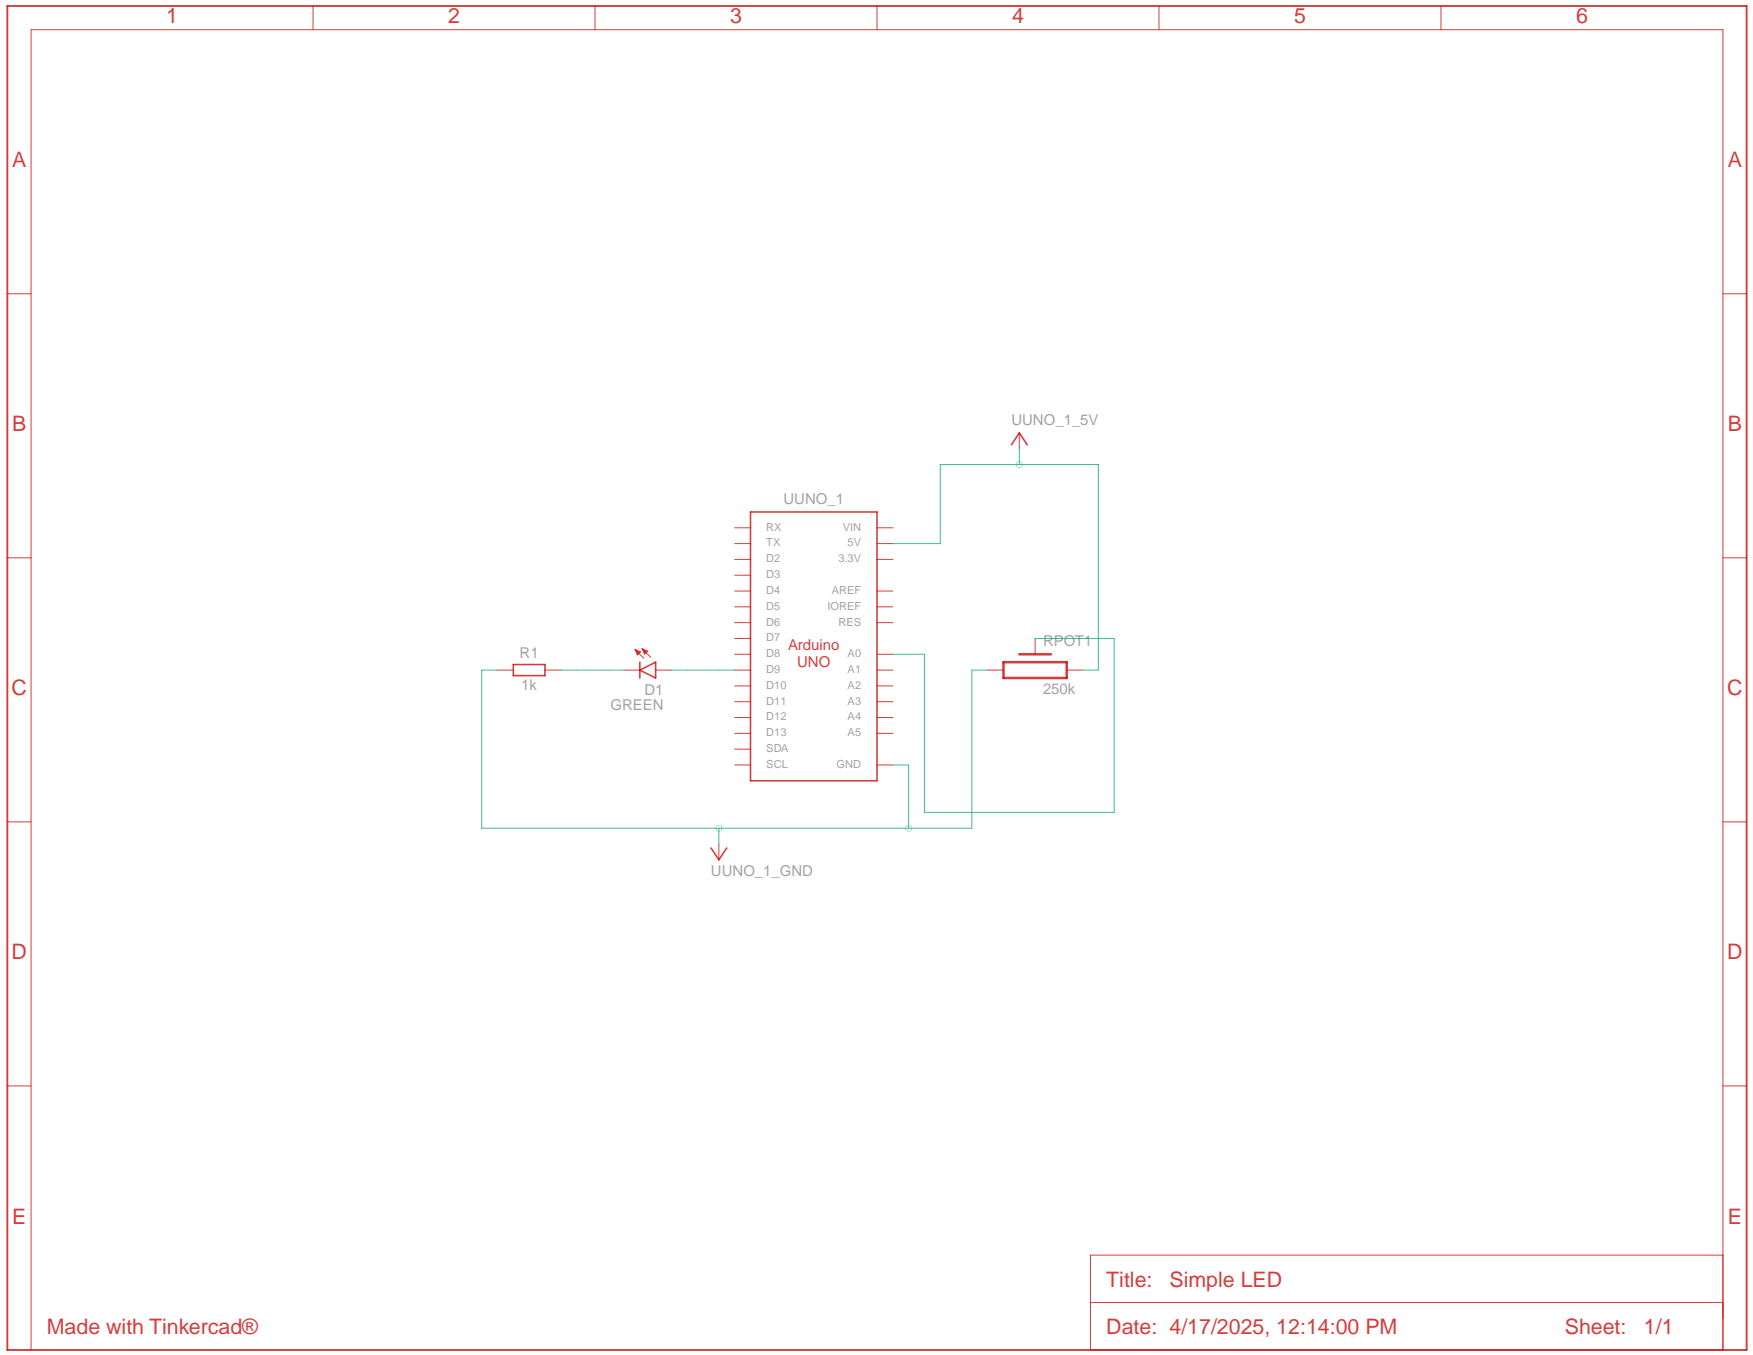 1 2 3 4 5 6
A A
B B
C C
D D
E E
UUNO_1_5V
UUNO_1
RX VIN
TX 5V
D2 3.3V
D3
D4 AREF
D5 IOREF
D6 RES
D7
Arduino
UNO
D8 A0
D9 A1
D10 A2
D11 A3
D12 A4
D13 A5
SDA
SCL GND
R1
1k
D1
GREEN
RPOT1
250k
UUNO_1_GND
Title: Simple LED
Date: 4/17/2025, 12:14:00 PM Sheet: 1/1
Made with Tinkercad®